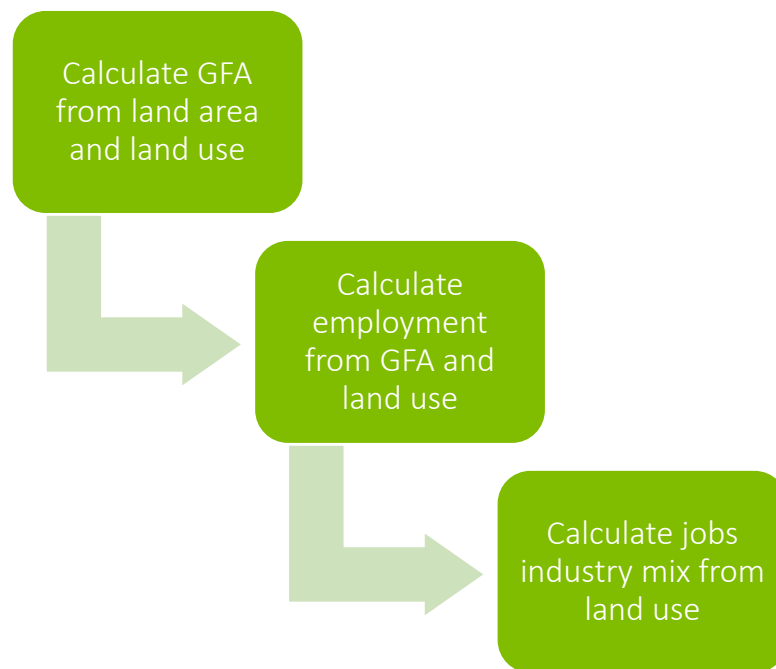 Calculate GFA
from land area
and land use
Calculate
employment
from GFA and
land use
Calculate jobs
industry mix from
land use